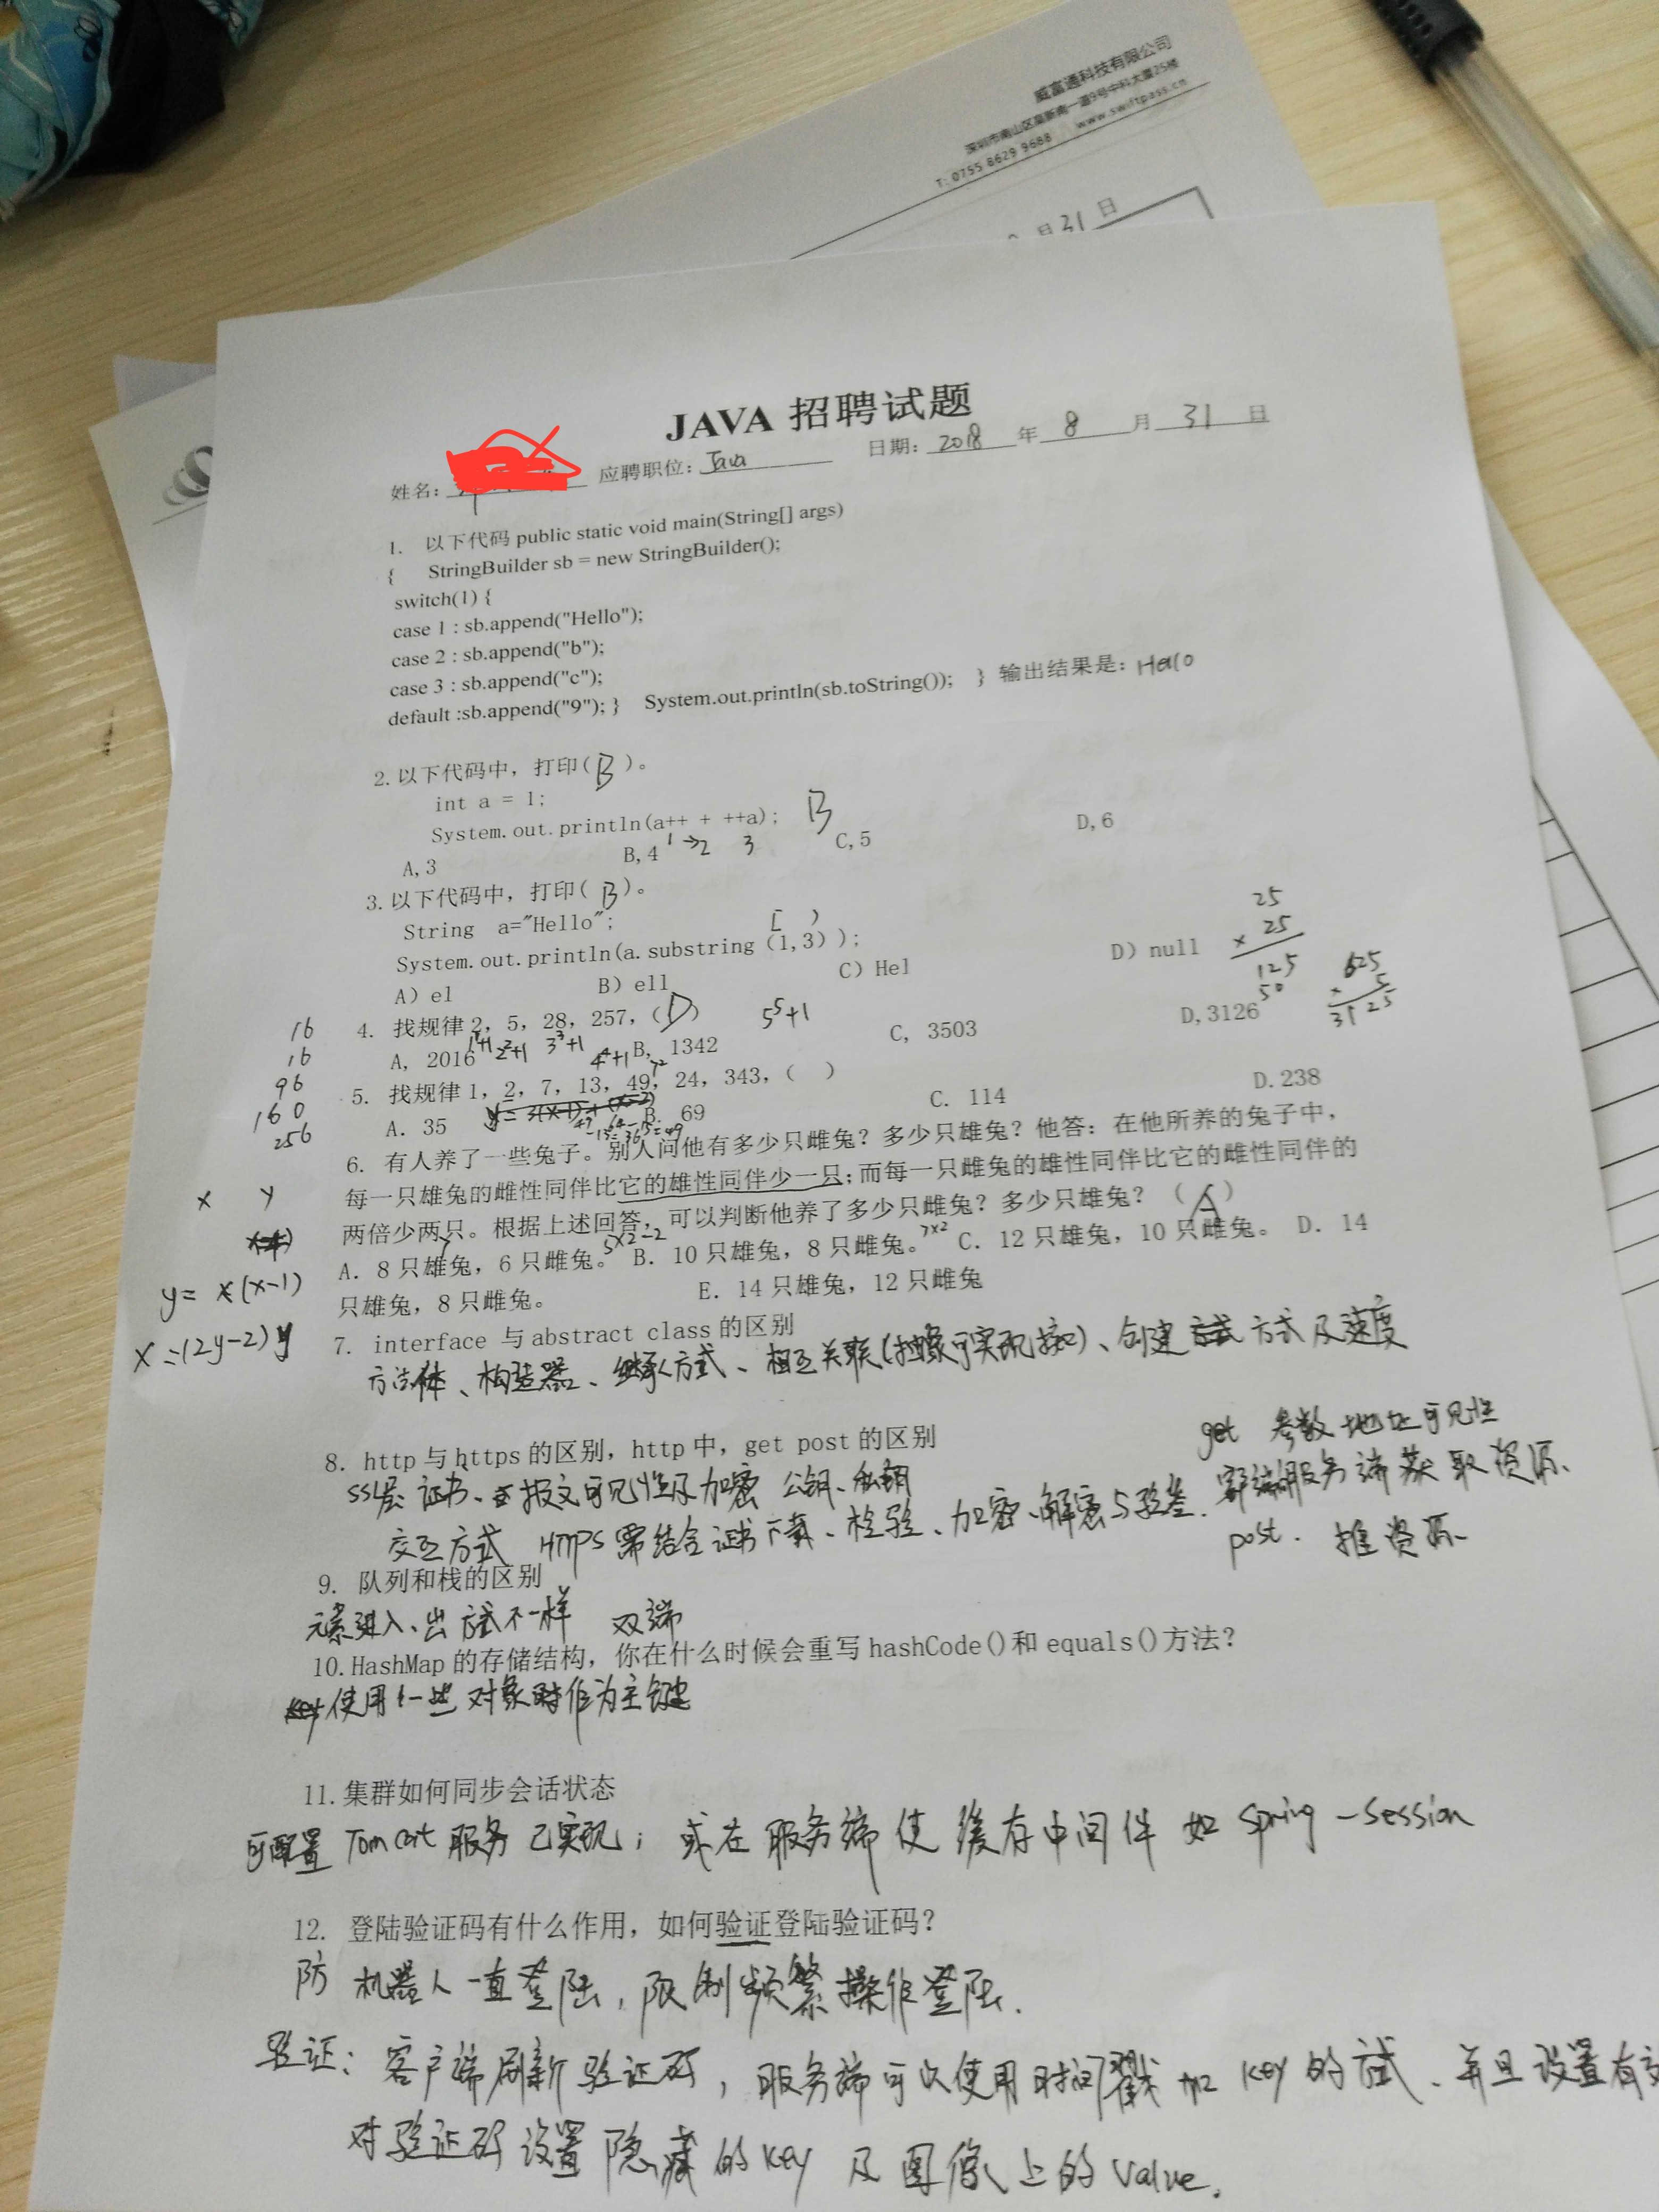 威富通科技有限公司
深圳市南山区高新南一道9号中科大厦25楼
T: 0755 8629 9688 www.swiftpass.cn
月 31 日
JAVA 招聘试题
姓名: 应聘职位: Java 日期: 2018 年 8 月 31 日
1. 以下代码 public static void main(String[] args)
{ StringBuilder sb = new StringBuilder();
switch(1) {
case 1 : sb.append("Hello");
case 2 : sb.append("b");
case 3 : sb.append("c");
default :sb.append("9"); } System.out.println(sb.toString()); } 输出结果是: Hello
2. 以下代码中，打印( B )。
int a = 1;
System.out.println(a++ + ++a); B
1 →2 3
A,3 B,4 C,5 D,6
3. 以下代码中，打印( B )。
String a="Hello";
[ )
System.out.println(a.substring（1,3）);
A）el B）ell C）Hel D）null
25
× 25
125
50
625
× 5
3125
4. 找规律 2, 5, 28, 257,（D） 5⁵+1
1¹+1 2²+1 3³+1 4⁴+1
A, 2016 B, 1342 C, 3503 D,3126
16
16
96
160
256
5. 找规律 1, 2, 7, 13, 49, 24, 343,（ ）
7²
A. 35 B. 69 C. 114 D.238
6. 有人养了一些兔子。别人问他有多少只雌兔？多少只雄兔？他答：在他所养的兔子中，
每一只雄兔的雌性同伴比它的雄性同伴少一只；而每一只雌兔的雄性同伴比它的雌性同伴的
两倍少两只。根据上述回答，可以判断他养了多少只雌兔？多少只雄兔？（A）
5×2-2 7×2
A. 8 只雄兔，6 只雌兔。 B. 10 只雄兔，8 只雌兔。 C. 12 只雄兔，10 只雌兔。 D. 14
只雄兔，8 只雌兔。 E. 14 只雄兔，12 只雌兔
x y
y= x(x-1)
x=(2y-2)y
7. interface 与 abstract class 的区别
方法体、构造器、继承方式、相互关联(抽象可实现接口)、创建方式及速度
8. http 与 https 的区别，http 中，get post 的区别
SSL层 证书、报文可见性及加密 公钥、私钥
交互方式 HTTPS需结合证书下载、检验、加密、解密与验签.
get 参数地址可见性
服务端获取资源、
post. 推资源、
9. 队列和栈的区别
元素进入、出方式不一样 双端
10.HashMap 的存储结构，你在什么时候会重写 hashCode()和 equals()方法？
使用一些对象时作为主键
11.集群如何同步会话状态
可配置 Tomcat 服务已实现；或在服务端使缓存中间件如 spring-session
12. 登陆验证码有什么作用，如何验证登陆验证码？
防机器人一直登陆，限制频繁操作登陆.
验证：客户端刷新验证码，服务端可以使用时间戳加 key 的方式、并且设置有效
对验证码设置隐藏的 key 及图像上的 value.